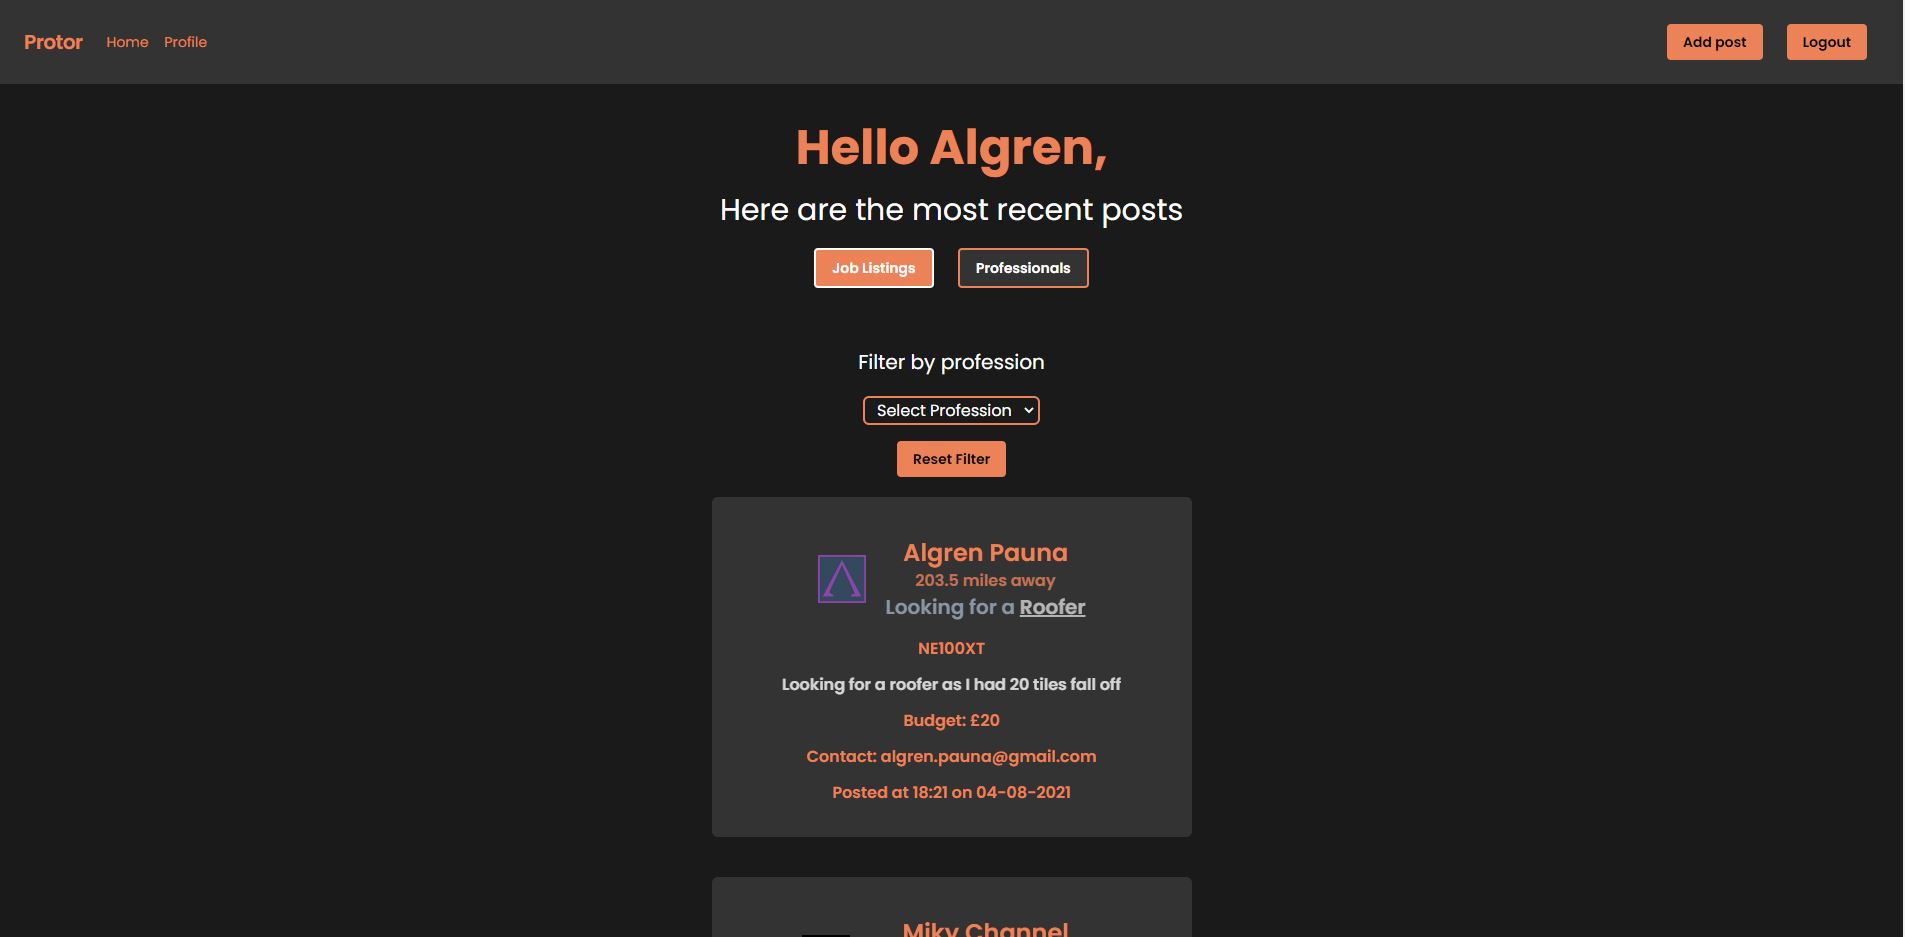 Protor Home Profile Add post Logout
Hello Algren,
Here are the most recent posts
Job Listings Professionals
Filter by profession
Select Profession
Reset Filter
Algren Pauna
203.5 miles away
Looking for a Roofer
NE100XT
Looking for a roofer as I had 20 tiles fall off
Budget: £20
Contact: algren.pauna@gmail.com
Posted at 18:21 on 04-08-2021
Miky Channel